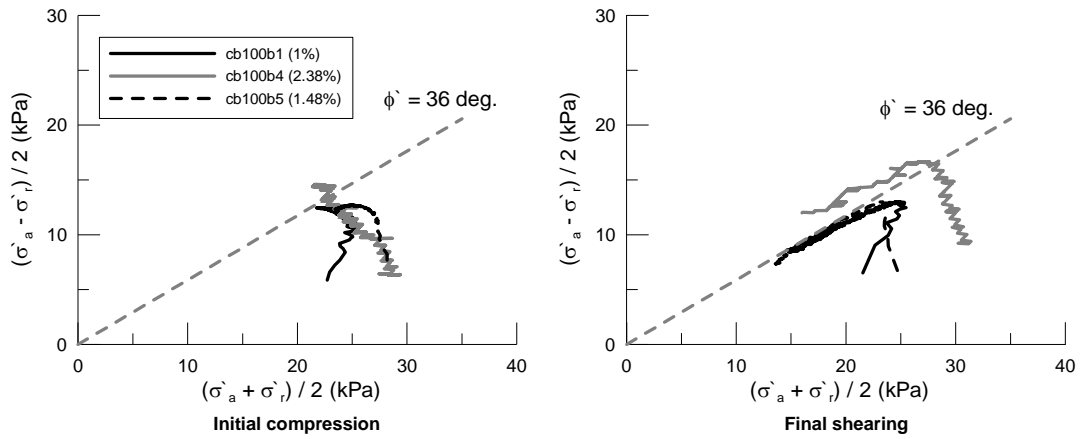 30
20
10
0
0
10
20
30
40
(σ`a - σ`r) / 2 (kPa)
(σ`a + σ`r) / 2 (kPa)
cb100b1 (1%)
cb100b4 (2.38%)
cb100b5 (1.48%)
ϕ` = 36 deg.
Initial compression
30
20
10
0
0
10
20
30
40
(σ`a - σ`r) / 2 (kPa)
(σ`a + σ`r) / 2 (kPa)
ϕ` = 36 deg.
Final shearing